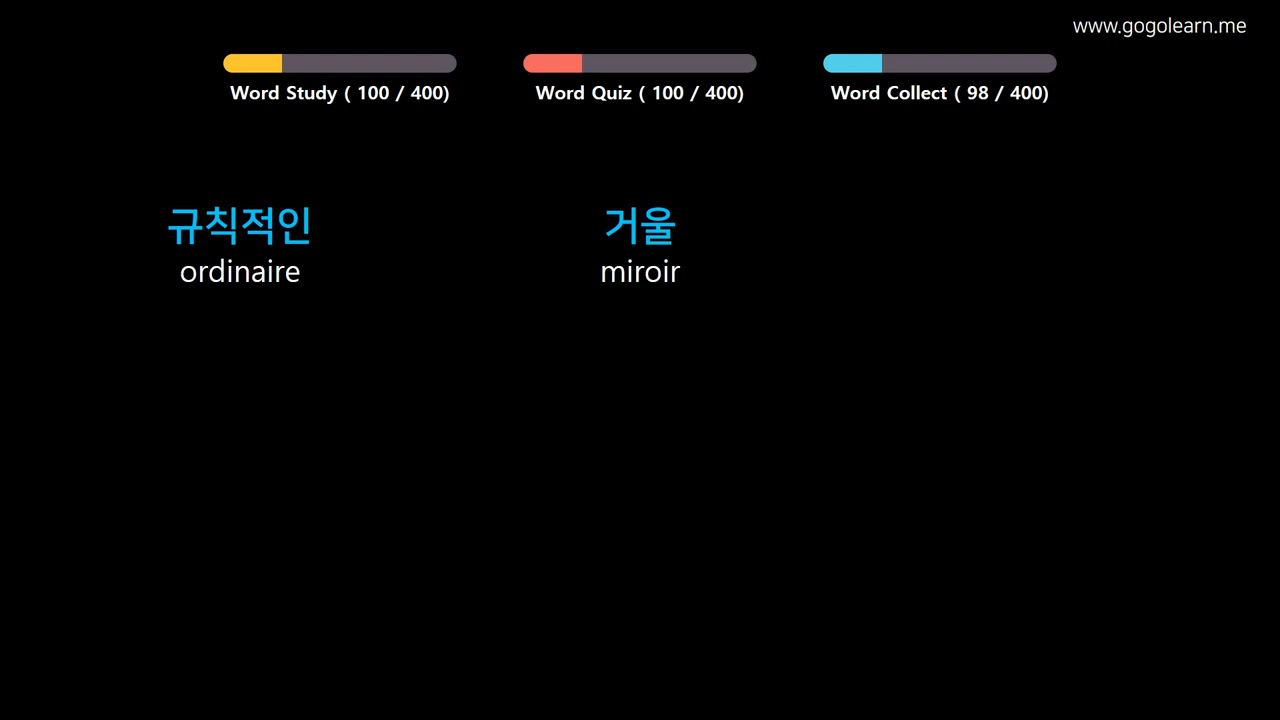 www.gogolearn.me
Word Study ( 100 / 400)
Word Quiz ( 100 / 400)
Word Collect ( 98 / 400)
규칙적인
ordinaire
거울
miroir